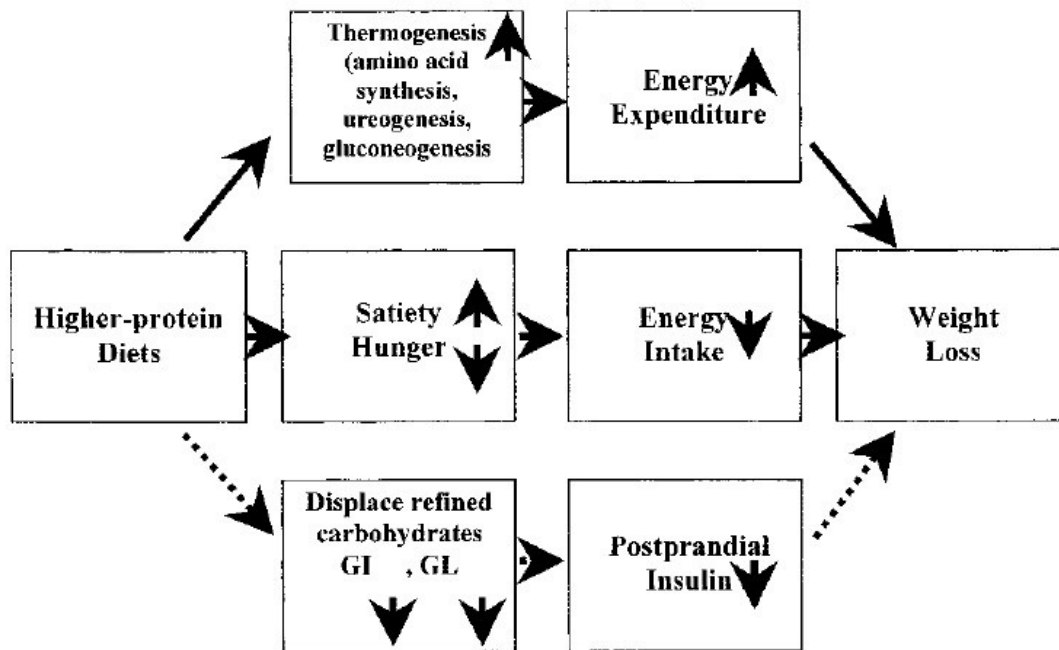 Thermogenesis
(amino acid
synthesis,
ureogenesis,
gluconeogenesis
Energy
Expenditure
Higher-protein
Diets
Satiety
Hunger
Energy
Intake
Weight
Loss
Displace refined
carbohydrates
GI , GL
Postprandial
Insulin